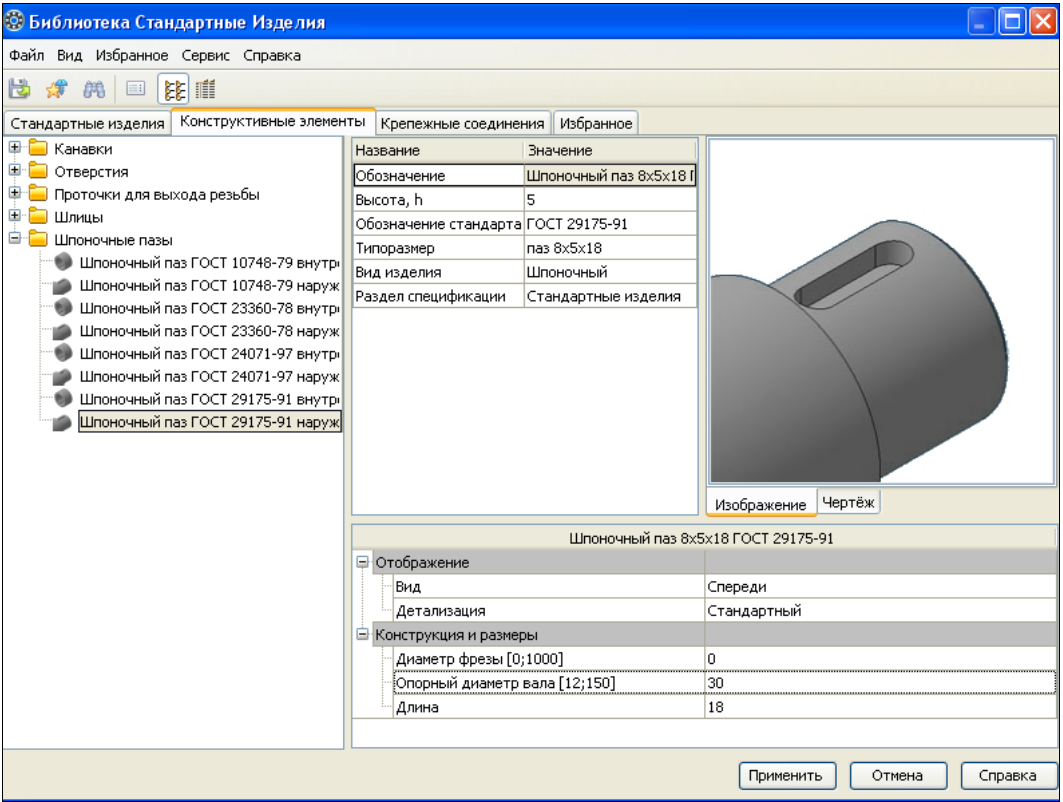 Библиотека Стандартные Изделия
Файл Вид Избранное Сервис Справка
Стандартные изделия Конструктивные элементы Крепежные соединения Избранное
Канавки
Отверстия
Проточки для выхода резьбы
Шлицы
Шпоночные пазы
Шпоночный паз ГОСТ 10748-79 внутр
Шпоночный паз ГОСТ 10748-79 наруж
Шпоночный паз ГОСТ 23360-78 внутр
Шпоночный паз ГОСТ 23360-78 наруж
Шпоночный паз ГОСТ 24071-97 внутр
Шпоночный паз ГОСТ 24071-97 наруж
Шпоночный паз ГОСТ 29175-91 внутр
Шпоночный паз ГОСТ 29175-91 наруж
Название Значение
Обозначение Шпоночный паз 8x5x18 Г
Высота, h 5
Обозначение стандарта ГОСТ 29175-91
Типоразмер паз 8x5x18
Вид изделия Шпоночный
Раздел спецификации Стандартные изделия
Изображение Чертёж
Шпоночный паз 8x5x18 ГОСТ 29175-91
Отображение
Вид Спереди
Детализация Стандартный
Конструкция и размеры
Диаметр фрезы [0;1000] 0
Опорный диаметр вала [12;150] 30
Длина 18
Применить Отмена Справка